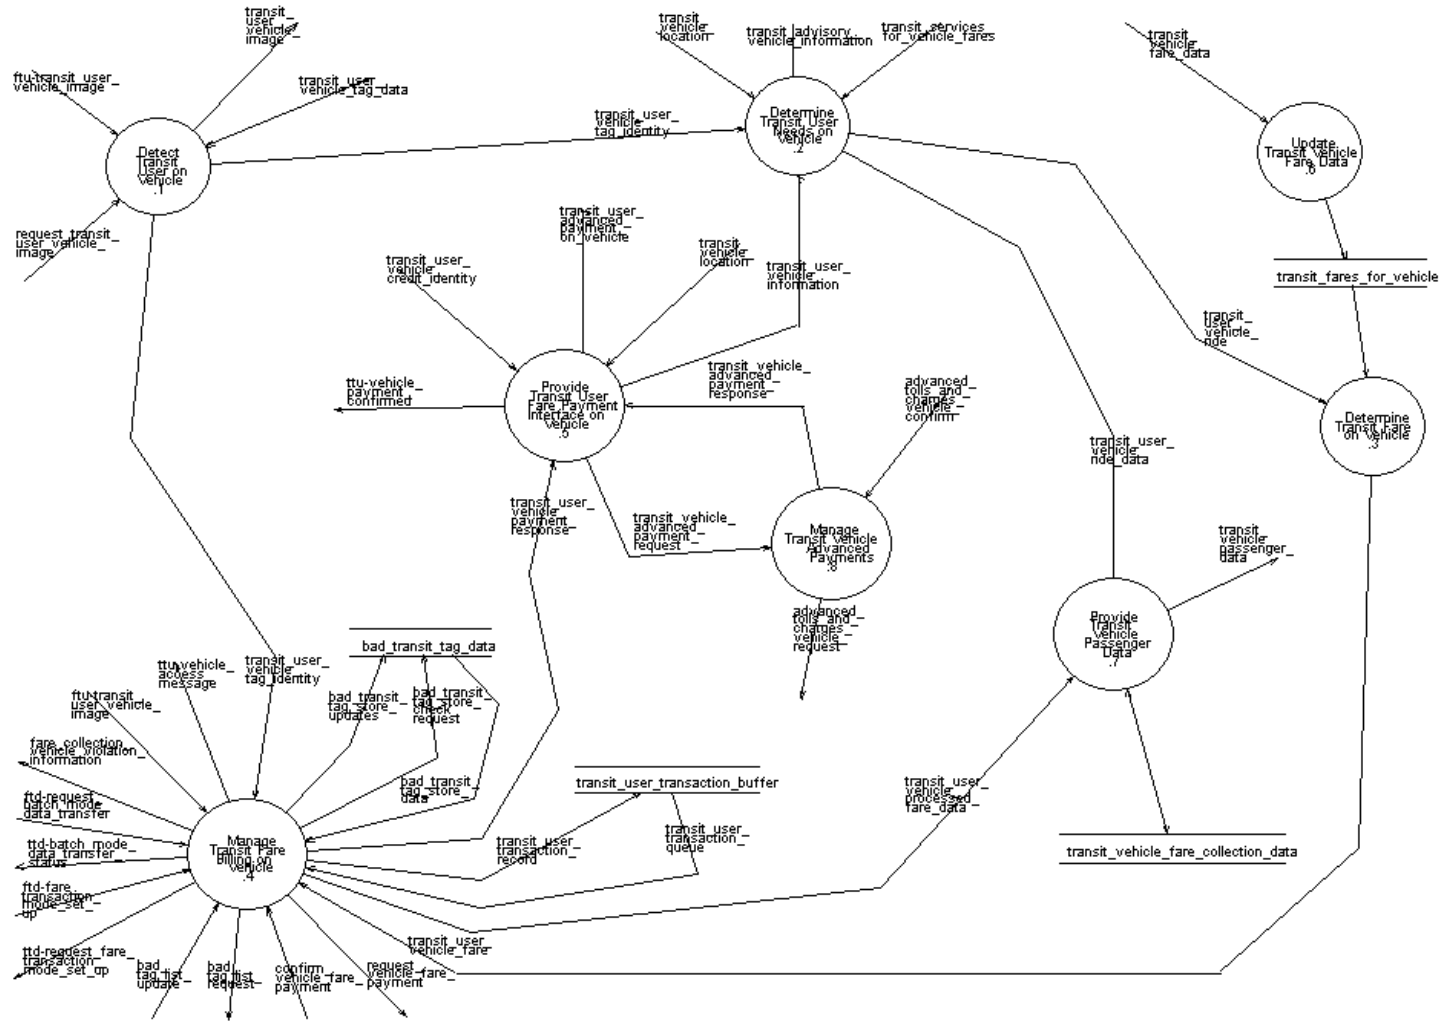 transit_
user_
vehicle_
image
ftu-transit_user_
vehicle_image
transit_user_
vehicle_tag_data
transit_
vehicle_
location
transit_advisory_
vehicle_information
transit_services_
for_vehicle_fares
transit_
vehicle_
fare_data
Detect
Transit
User on
Vehicle
.1
transit_user_
vehicle_
tag_identity
Determine
Transit User
Needs on
Vehicle
.2
Update
Transit Vehicle
Fare Data
.6
request_transit_
user_vehicle_
image
transit_user_
advanced_
payment_
on_vehicle
transit_user_
vehicle_
credit_identity
transit_
vehicle_
location
transit_user_
vehicle_
information
transit_fares_for_vehicle
transit_
user_
vehicle_
ride
Provide
Transit User
Fare Payment
Interface on
Vehicle
.5
ttu-vehicle_
payment_
confirmed
transit_vehicle_
advanced_
payment_
response
advanced_
tolls_and_
charges_
vehicle_
confirm
Determine
Transit Fare
on Vehicle
.3
transit_user_
vehicle_
ride_data
transit_user_
vehicle_
payment_
response
transit_vehicle_
advanced_
payment_
request
Manage
Transit Vehicle
Advanced
Payments
.8
transit_
vehicle_
passenger_
data
advanced_
tolls_and_
charges_
vehicle_
request
Provide
Transit
Vehicle
Passenger
Data
.7
bad_transit_tag_data
ttu-vehicle_
access_
message
transit_user_
vehicle_
tag_identity
bad_transit_
tag_store_
updates
bad_transit_
tag_store_
check_
request
ftu-transit_
user_vehicle_
image
fare_collection_
vehicle_violation_
information
bad_transit_
tag_store_
data
transit_user_transaction_buffer
transit_user_
vehicle_
processed_
fare_data
ftd-request_
batch_mode_
data_transfer
ttd-batch_mode_
data_transfer_
status
Manage
Transit Fare
Billing on
Vehicle
.4
transit_user_
transaction_
record
transit_user_
transaction_
queue
transit_vehicle_fare_collection_data
ftd-fare_
transaction_
mode_set_
up
ttd-request_fare_
transaction_
mode_set_up
bad_
tag_list_
update
bad_
tag_list_
request
confirm_
vehicle_fare_
payment
request_
vehicle_fare_
payment
transit_user_
vehicle_fare